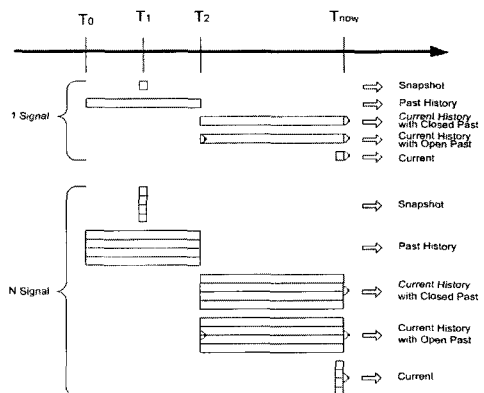 T0 T1 T2 Tnow
1 Signal
Snapshot
Past History
Current History
with Closed Past
Current History
with Open Past
Current
N Signal
Snapshot
Past History
Current History
with Closed Past
Current History
with Open Past
Current